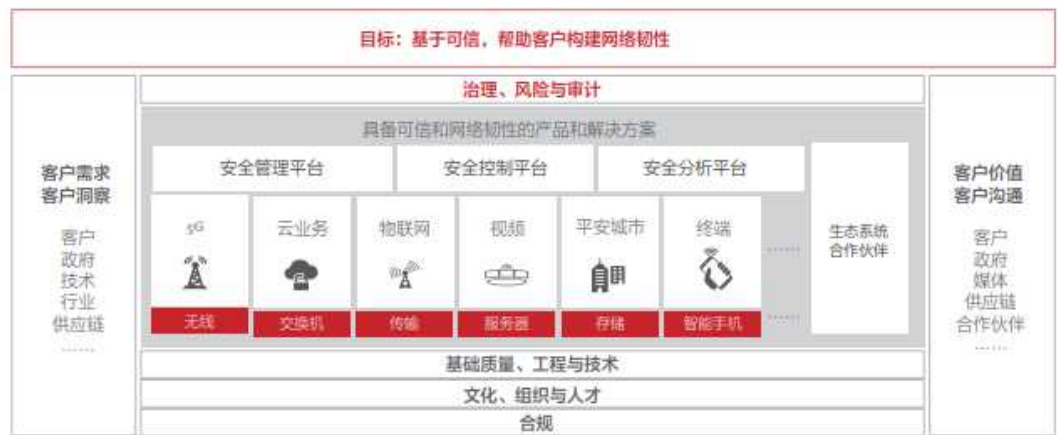 目标：基于可信，帮助客户构建网络韧性
治理、风险与审计
客户需求
客户洞察
客户
政府
技术
行业
供应链
……
具备可信和网络韧性的产品和解决方案
安全管理平台
安全控制平台
安全分析平台
5G
云业务
物联网
视频
平安城市
终端
……
无线
交换机
传输
服务器
存储
智能手机
……
生态系统
合作伙伴
基础质量、工程与技术
文化、组织与人才
合规
客户价值
客户沟通
客户
政府
媒体
供应链
合作伙伴
……